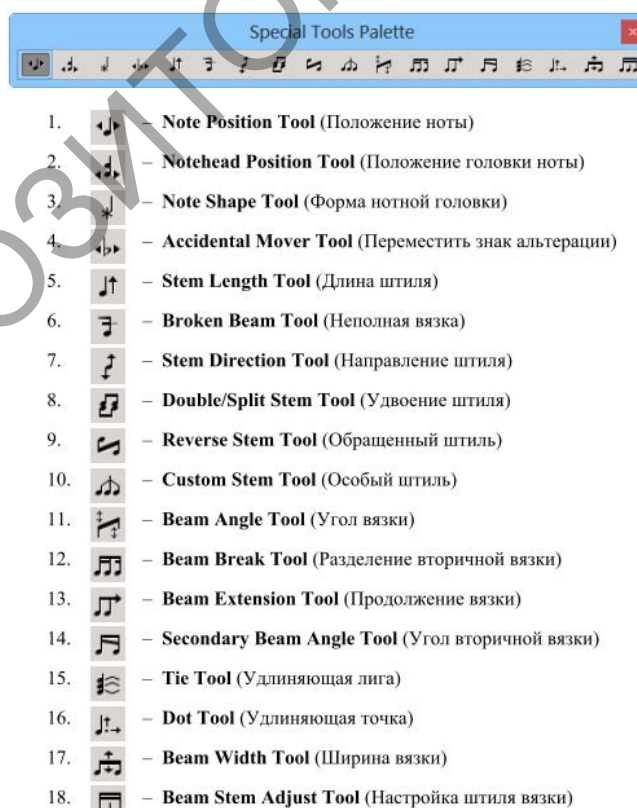 Special Tools Palette
1. – Note Position Tool (Положение ноты)
2. – Notehead Position Tool (Положение головки ноты)
3. – Note Shape Tool (Форма нотной головки)
4. – Accidental Mover Tool (Переместить знак альтерации)
5. – Stem Length Tool (Длина штиля)
6. – Broken Beam Tool (Неполная вязка)
7. – Stem Direction Tool (Направление штиля)
8. – Double/Split Stem Tool (Удвоение штиля)
9. – Reverse Stem Tool (Обращенный штиль)
10. – Custom Stem Tool (Особый штиль)
11. – Beam Angle Tool (Угол вязки)
12. – Beam Break Tool (Разделение вторичной вязки)
13. – Beam Extension Tool (Продолжение вязки)
14. – Secondary Beam Angle Tool (Угол вторичной вязки)
15. – Tie Tool (Удлиняющая лига)
16. – Dot Tool (Удлиняющая точка)
17. – Beam Width Tool (Ширина вязки)
18. – Beam Stem Adjust Tool (Настройка штиля вязки)